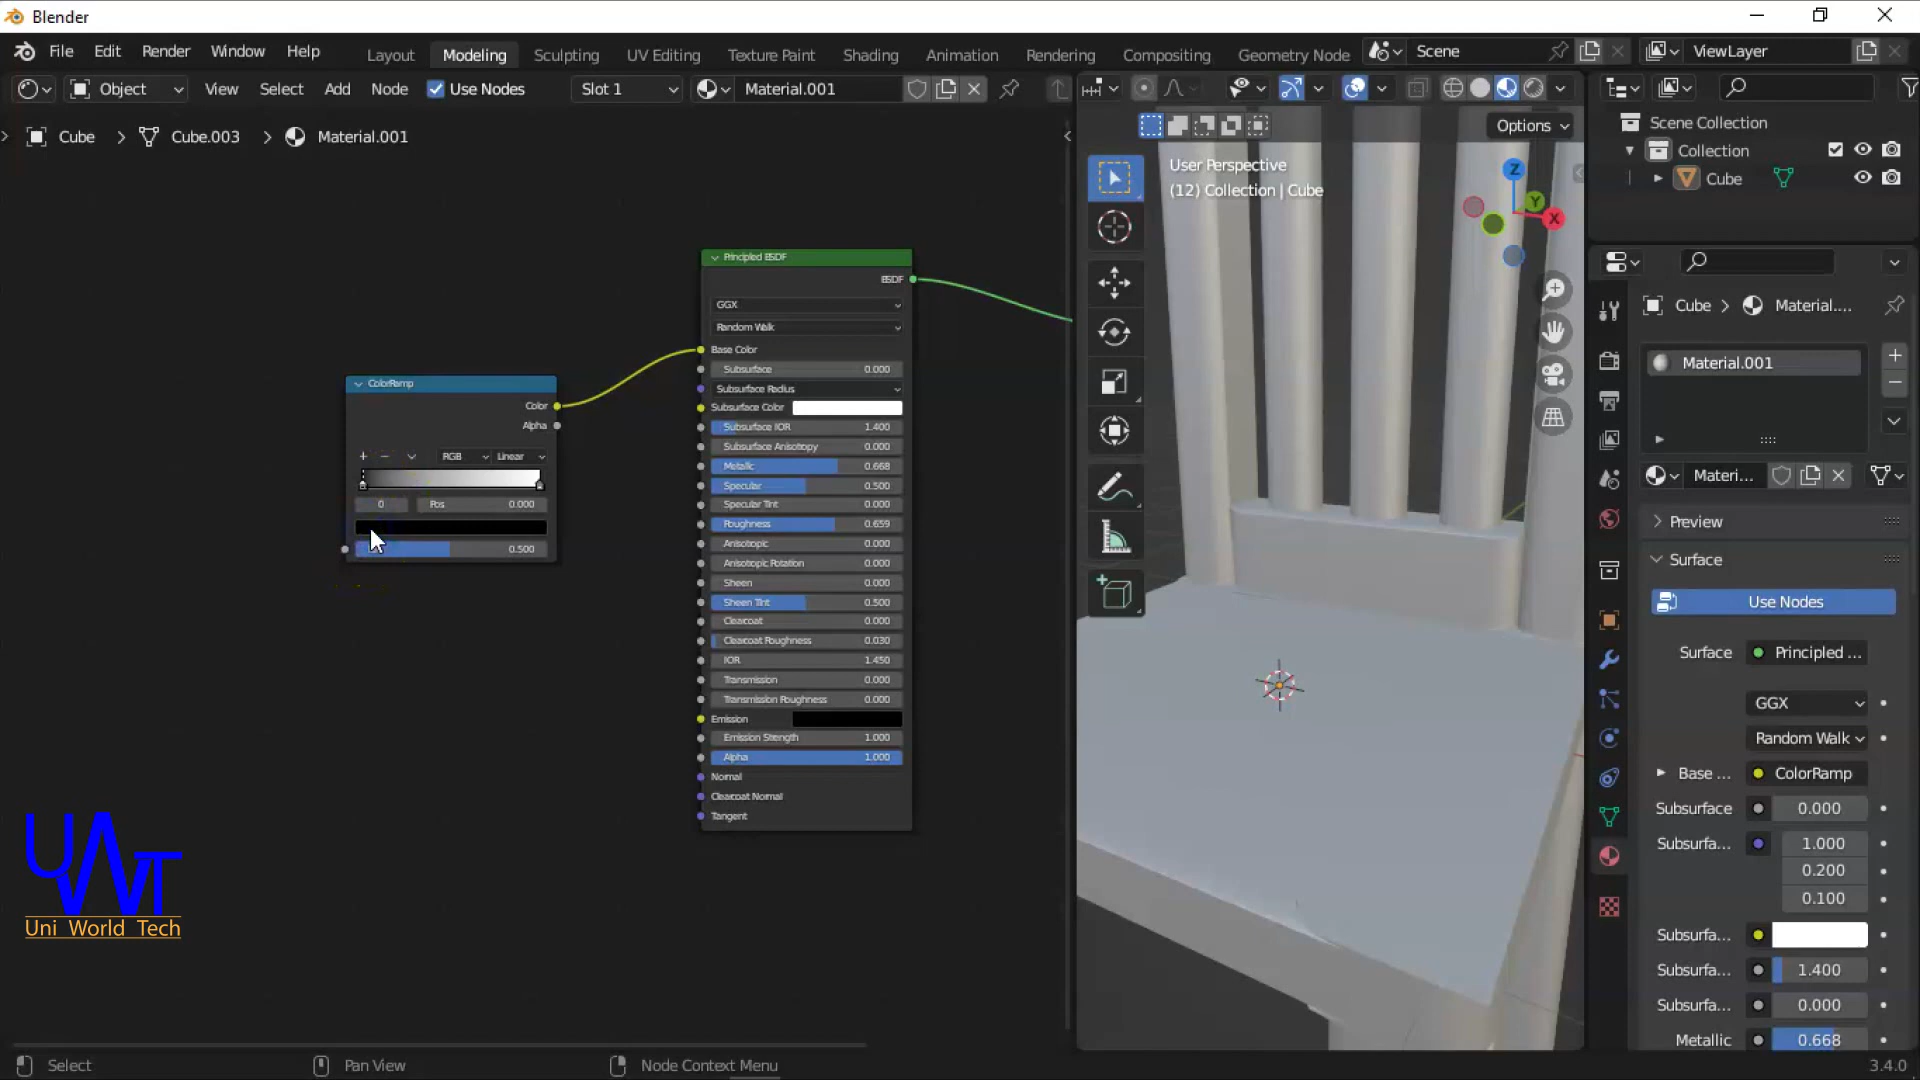 Blender
File Edit Render Window Help
Layout Modeling Sculpting UV Editing Texture Paint Shading Animation Rendering Compositing Geometry Node
Scene
ViewLayer
Object View Select Add Node Use Nodes Slot 1 Material.001
Cube > Cube.003 > Material.001
Options
User Perspective
(12) Collection | Cube
Z
Y
X
Scene Collection
Collection
Cube
ColorRamp
Color
Alpha
RGB Linear
0 Pos 0.000
0.500
Principled BSDF
BSDF
GGX
Random Walk
Base Color
Subsurface 0.000
Subsurface Radius
Subsurface Color
Subsurface IOR 1.400
Subsurface Anisotropy 0.000
Metallic 0.668
Specular 0.500
Specular Tint 0.000
Roughness 0.659
Anisotropic 0.000
Anisotropic Rotation 0.000
Sheen 0.000
Sheen Tint 0.500
Clearcoat 0.000
Clearcoat Roughness 0.030
IOR 1.450
Transmission 0.000
Transmission Roughness 0.000
Emission
Emission Strength 1.000
Alpha 1.000
Normal
Clearcoat Normal
Tangent
Cube > Material....
Material.001
Materi...
Preview
Surface
Use Nodes
Surface Principled ...
GGX
Random Walk
Base ... ColorRamp
Subsurface 0.000
Subsurfa... 1.000
0.200
0.100
Subsurfa...
Subsurfa... 1.400
Subsurfa... 0.000
Metallic 0.668
UWT
Uni World Tech
Select
Pan View
Node Context Menu
3.4.0